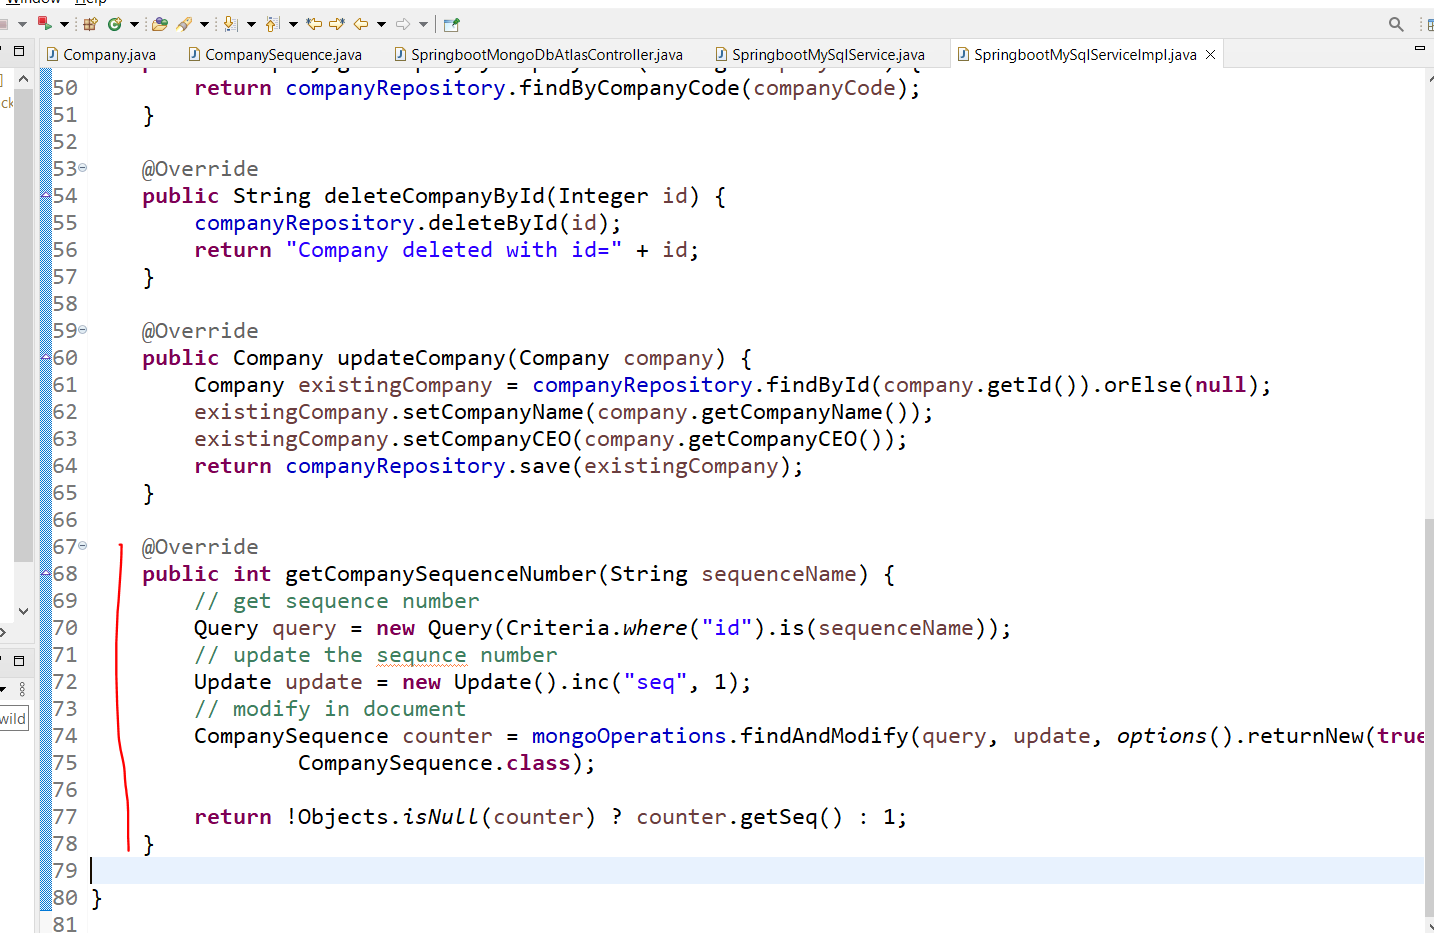 Window Help
Company.java CompanySequence.java SpringbootMongoDbAtlasController.java SpringbootMySqlService.java SpringbootMySqlServiceImpl.java
50 return companyRepository.findByCompanyCode(companyCode);
51 }
52
53 @Override
54 public String deleteCompanyById(Integer id) {
55 companyRepository.deleteById(id);
56 return "Company deleted with id=" + id;
57 }
58
59 @Override
60 public Company updateCompany(Company company) {
61 Company existingCompany = companyRepository.findById(company.getId()).orElse(null);
62 existingCompany.setCompanyName(company.getCompanyName());
63 existingCompany.setCompanyCEO(company.getCompanyCEO());
64 return companyRepository.save(existingCompany);
65 }
66
67 @Override
68 public int getCompanySequenceNumber(String sequenceName) {
69 // get sequence number
70 Query query = new Query(Criteria.where("id").is(sequenceName));
71 // update the sequnce number
72 Update update = new Update().inc("seq", 1);
73 // modify in document
74 CompanySequence counter = mongoOperations.findAndModify(query, update, options().returnNew(true
75 CompanySequence.class);
76
77 return !Objects.isNull(counter) ? counter.getSeq() : 1;
78 }
79
80 }
81
wild